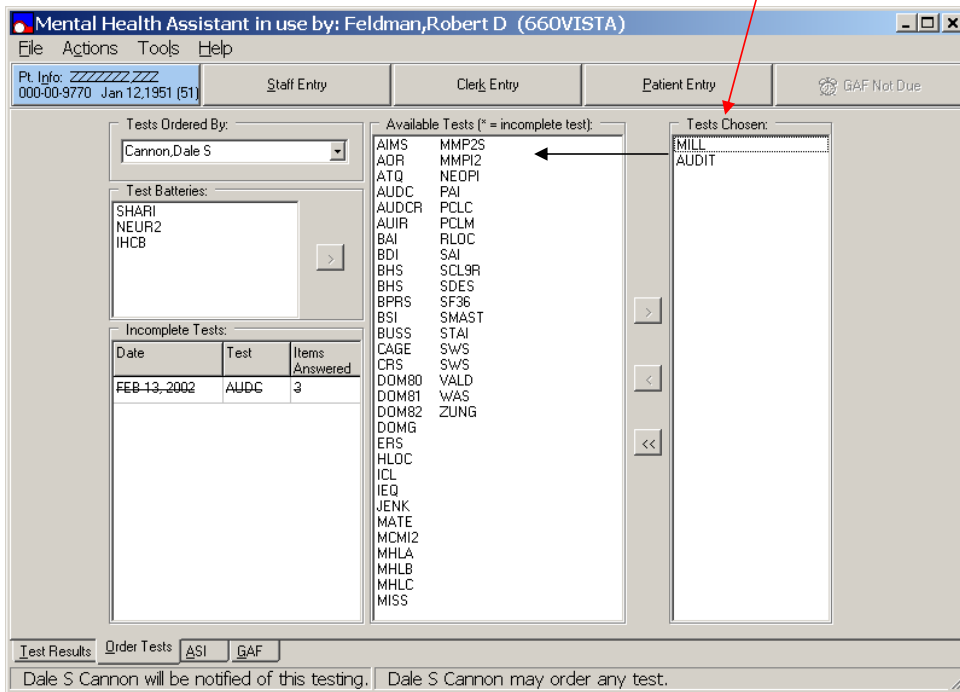 Mental Health Assistant in use by: Feldman,Robert D (660VISTA)
File Actions Tools Help
Pt. Info: ZZZZZZZ,ZZZ
000-00-9770 Jan 12,1951 (51)
Staff Entry
Clerk Entry
Patient Entry
GAF Not Due
Tests Ordered By:
Cannon,Dale S
Test Batteries:
SHARI
NEUR2
IHCB
>
Incomplete Tests:
Date Test Items Answered
FEB 13, 2002 AUDC 3
Available Tests (* = incomplete test):
AIMS MMP2S
AOR MMPI2
ATQ NEOPI
AUDC PAI
AUDCR PCLC
AUIR PCLM
BAI RLOC
BDI SAI
BHS SCL9R
BHS SDES
BPRS SF36
BSI SMAST
BUSS STAI
CAGE SWS
CRS SWS
DOM80 VALD
DOM81 WAS
DOM82 ZUNG
DOMG
ERS
HLOC
ICL
IEQ
JENK
MATE
MCMI2
MHLA
MHLB
MHLC
MISS
>
<
<<
Tests Chosen:
MILL
AUDIT
Test Results Order Tests ASI GAF
Dale S Cannon will be notified of this testing. Dale S Cannon may order any test.